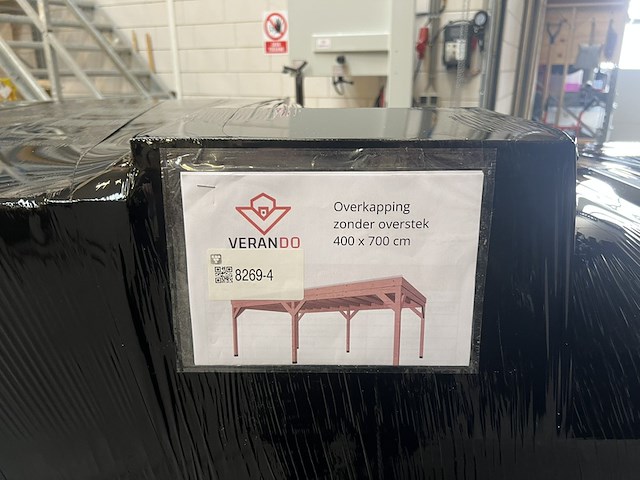 VERANDO
Overkapping
zonder overstek
400 x 700 cm
8269-4